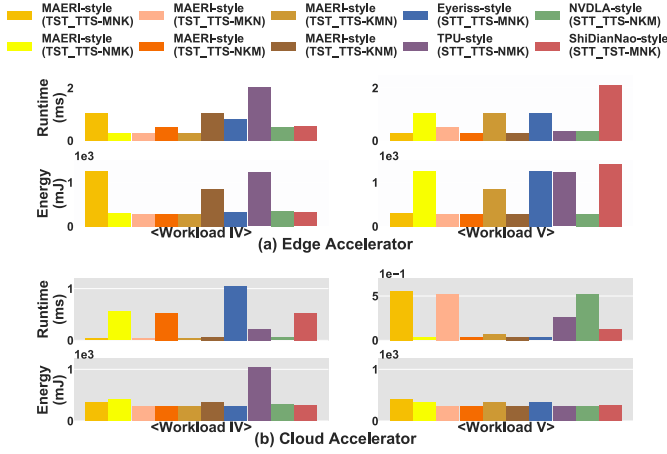 MAERI-style MAERI-style MAERI-style Eyeriss-style NVDLA-style
(TST_TTS-MNK) (TST_TTS-MKN) (TST_TTS-KMN) (STT_TTS-MNK) (STT_TTS-NKM)
MAERI-style MAERI-style MAERI-style TPU-style ShiDianNao-style
(TST_TTS-NMK) (TST_TTS-NKM) (TST_TTS-KNM) (STT_TTS-NMK) (STT_TST-MNK)
Runtime (ms) 2 0 2 0
Energy (mJ) 1e3 1 0 1e3 1 0
<Workload IV> <Workload V>
(a) Edge Accelerator
Runtime (ms) 1 0 1e-1 5 0
Energy (mJ) 1e3 1 0 1e3 1 0
<Workload IV> <Workload V>
(b) Cloud Accelerator